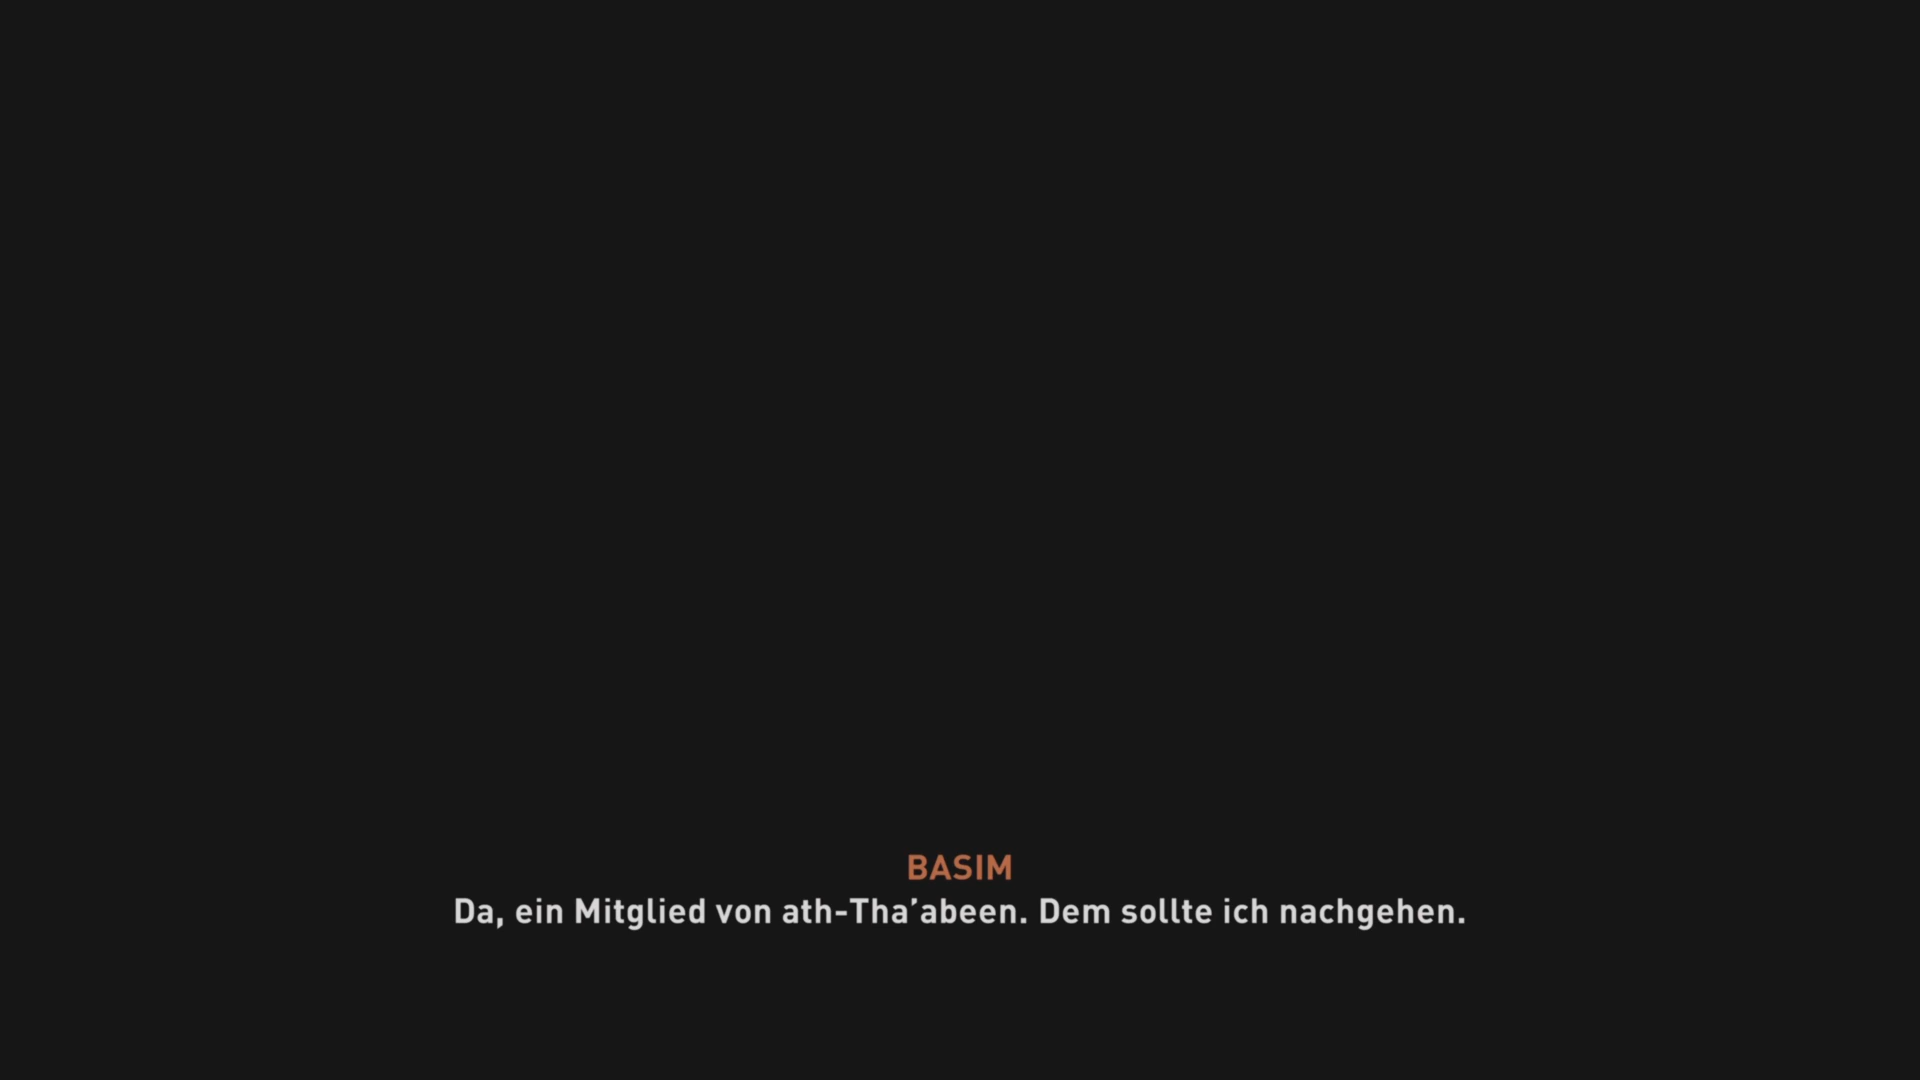 BASIM
Da, ein Mitglied von ath-Tha’abeen. Dem sollte ich nachgehen.